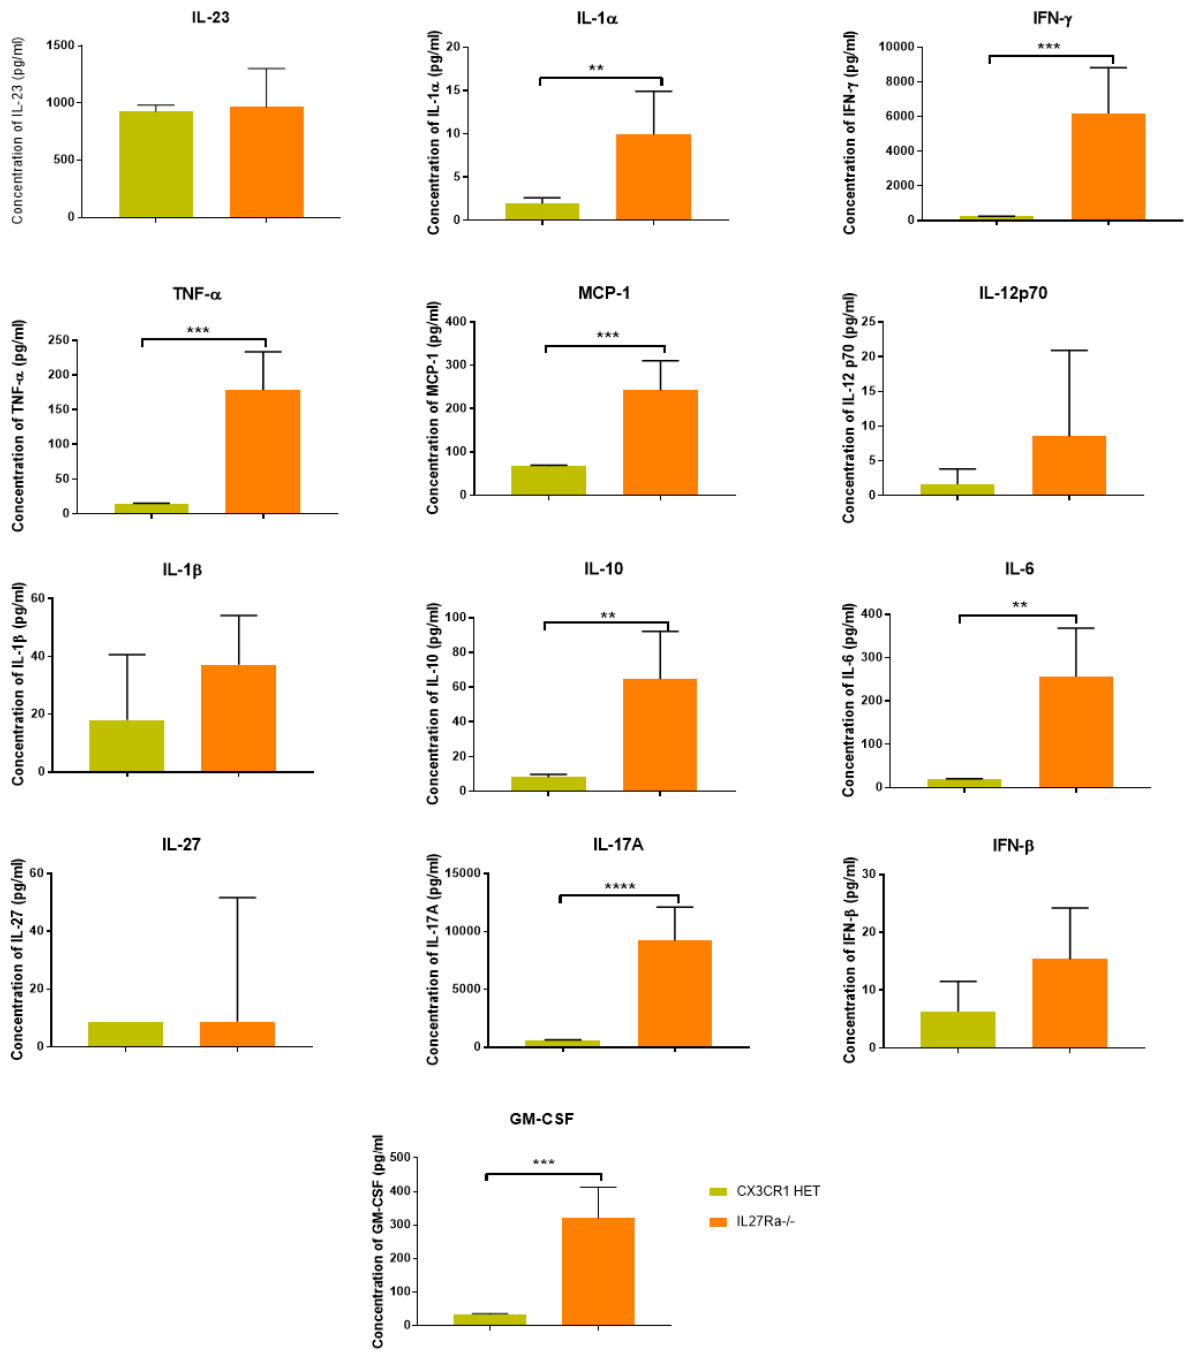 IL-23
Concentration of IL-23 (pg/ml)
1500
1000
500
0
IL-1α
Concentration of IL-1α (pg/ml)
20
15
10
5
0
**
IFN-γ
Concentration of IFN-γ (pg/ml)
10000
8000
6000
4000
2000
0
***
TNF-α
Concentration of TNF-α (pg/ml)
250
200
150
100
50
0
***
MCP-1
Concentration of MCP-1 (pg/ml)
400
300
200
100
0
***
IL-12p70
Concentration of IL-12 p70 (pg/ml)
25
20
15
10
5
0
IL-1β
Concentration of IL-1β (pg/ml)
60
40
20
0
IL-10
Concentration of IL-10 (pg/ml)
100
80
60
40
20
0
**
IL-6
Concentration of IL-6 (pg/ml)
400
300
200
100
0
**
IL-27
Concentration of IL-27 (pg/ml)
60
40
20
0
IL-17A
Concentration of IL-17A (pg/ml)
15000
10000
5000
0
****
IFN-β
Concentration of IFN-β (pg/ml)
30
20
10
0
GM-CSF
Concentration of GM-CSF (pg/ml
500
400
300
200
100
0
***
CX3CR1 HET
IL27Ra-/-